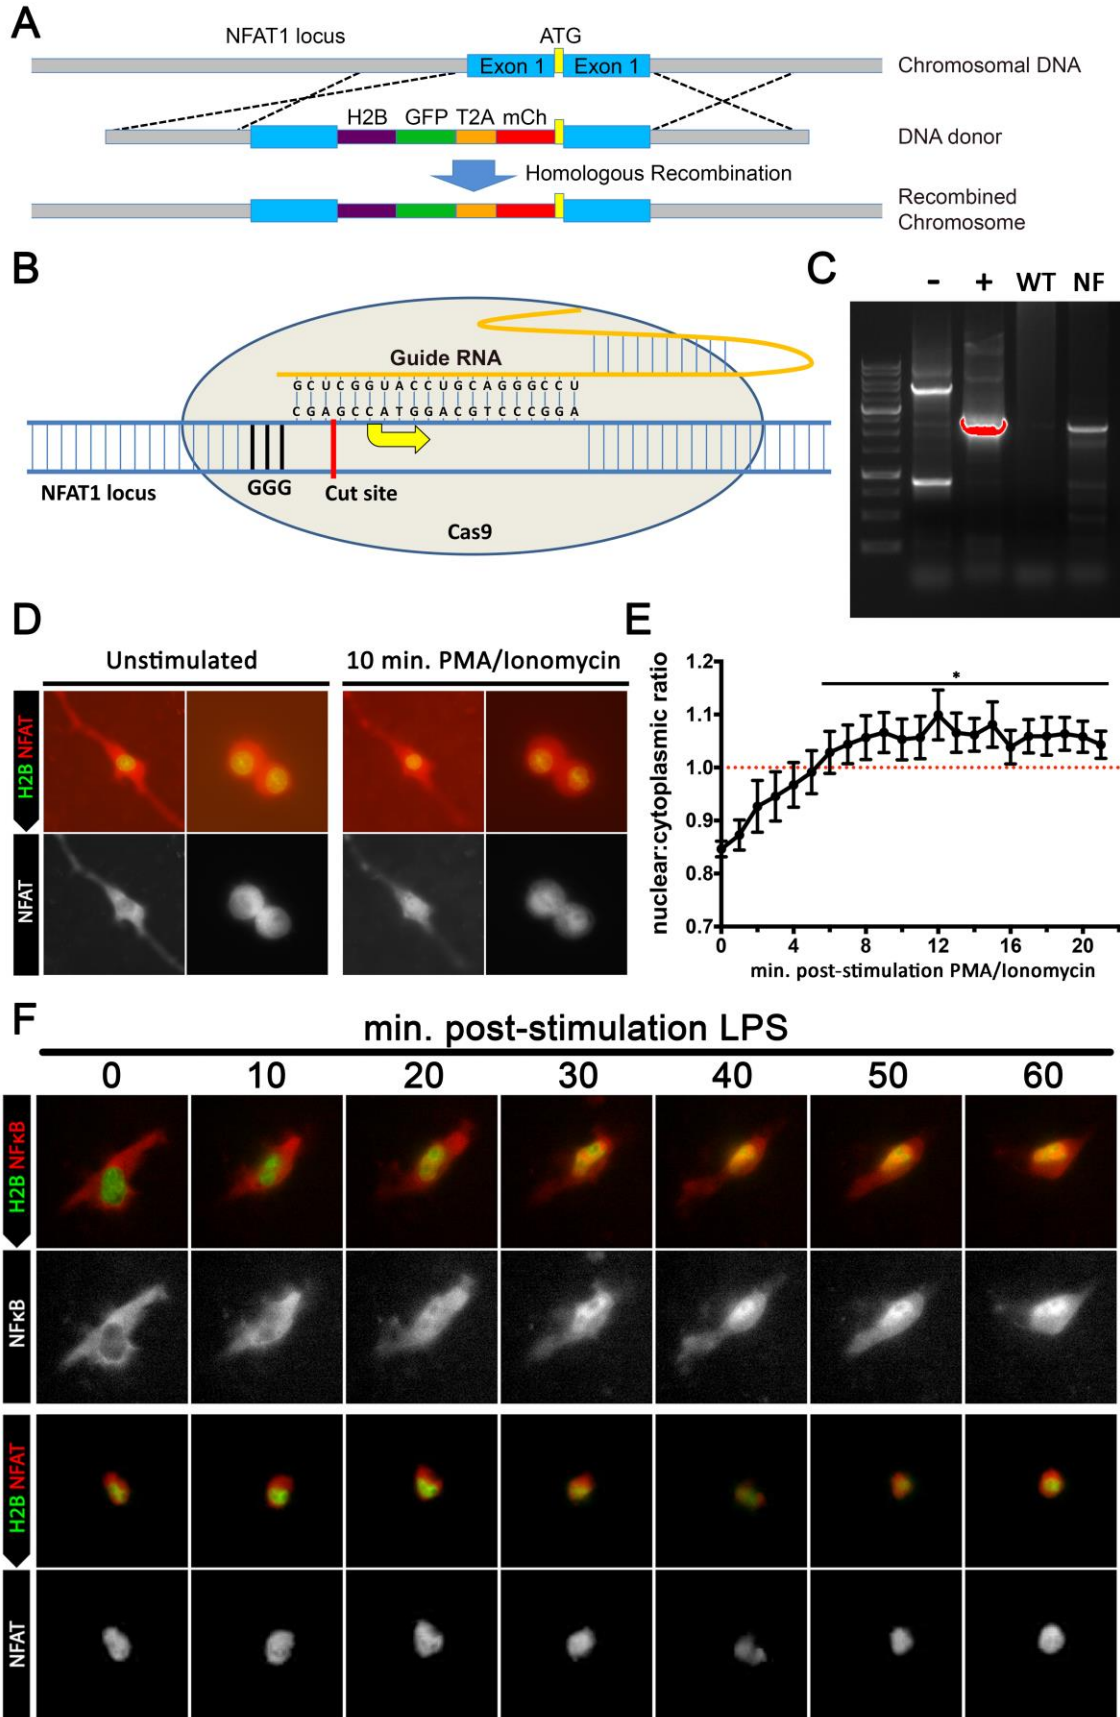 A
NFAT1 locus
ATG
Exon 1
Exon 1
Chromosomal DNA
H2B
GFP
T2A
mCh
DNA donor
Homologous Recombination
Recombined
Chromosome
B
Guide RNA
GCUCGGUACCUGCAGGGCCU
CGAGCCATGGACGTCCCGGA
NFAT1 locus
GGG
Cut site
Cas9
C
- + WT NF
D
Unstimulated
10 min. PMA/Ionomycin
H2B NFAT
NFAT
E
nuclear:cytoplasmic ratio
1.2
1.1
1.0
0.9
0.8
0.7
*
0 4 8 12 16 20
min. post-stimulation PMA/Ionomycin
F
min. post-stimulation LPS
0 10 20 30 40 50 60
H2B NFκB
NFκB
H2B NFAT
NFAT